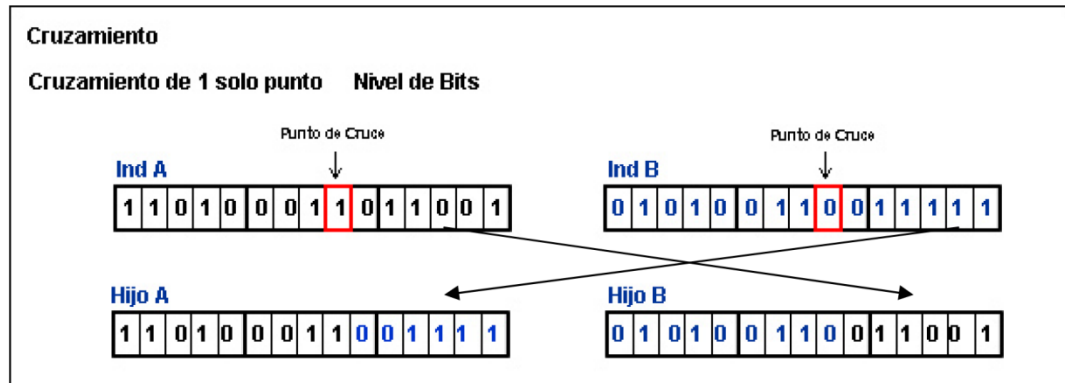 Cruzamiento
Cruzamiento de 1 solo punto Nivel de Bits
Punto de Cruce
Punto de Cruce
Ind A
Ind B
1 1 0 1 0 0 0 1 1 0 1 1 0 0 1
0 1 0 1 0 0 1 1 0 0 1 1 1 1 1
Hijo A
Hijo B
1 1 0 1 0 0 0 1 1 0 0 1 1 1 1
0 1 0 1 0 0 1 1 0 0 1 1 0 0 1